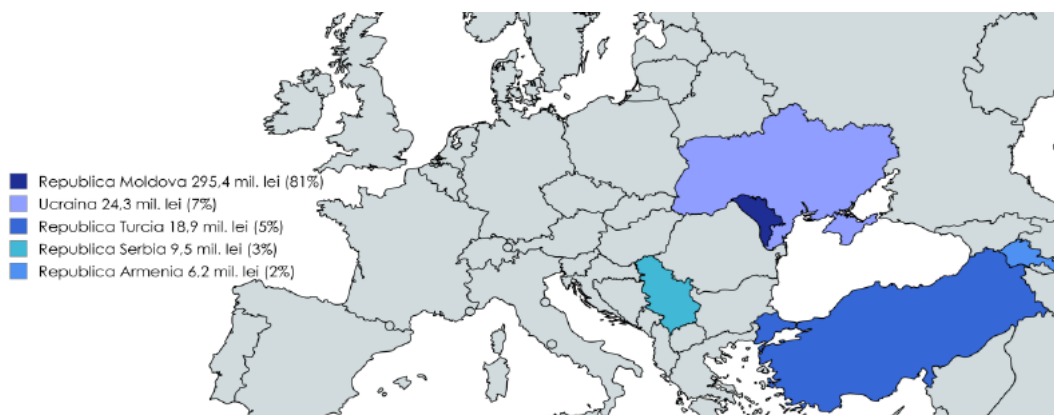 Republica Moldova 295,4 mil. lei (81%)
Ucraina 24,3 mil. lei (7%)
Republica Turcia 18,9 mil. lei (5%)
Republica Serbia 9,5 mil. lei (3%)
Republica Armenia 6,2 mil. lei (2%)